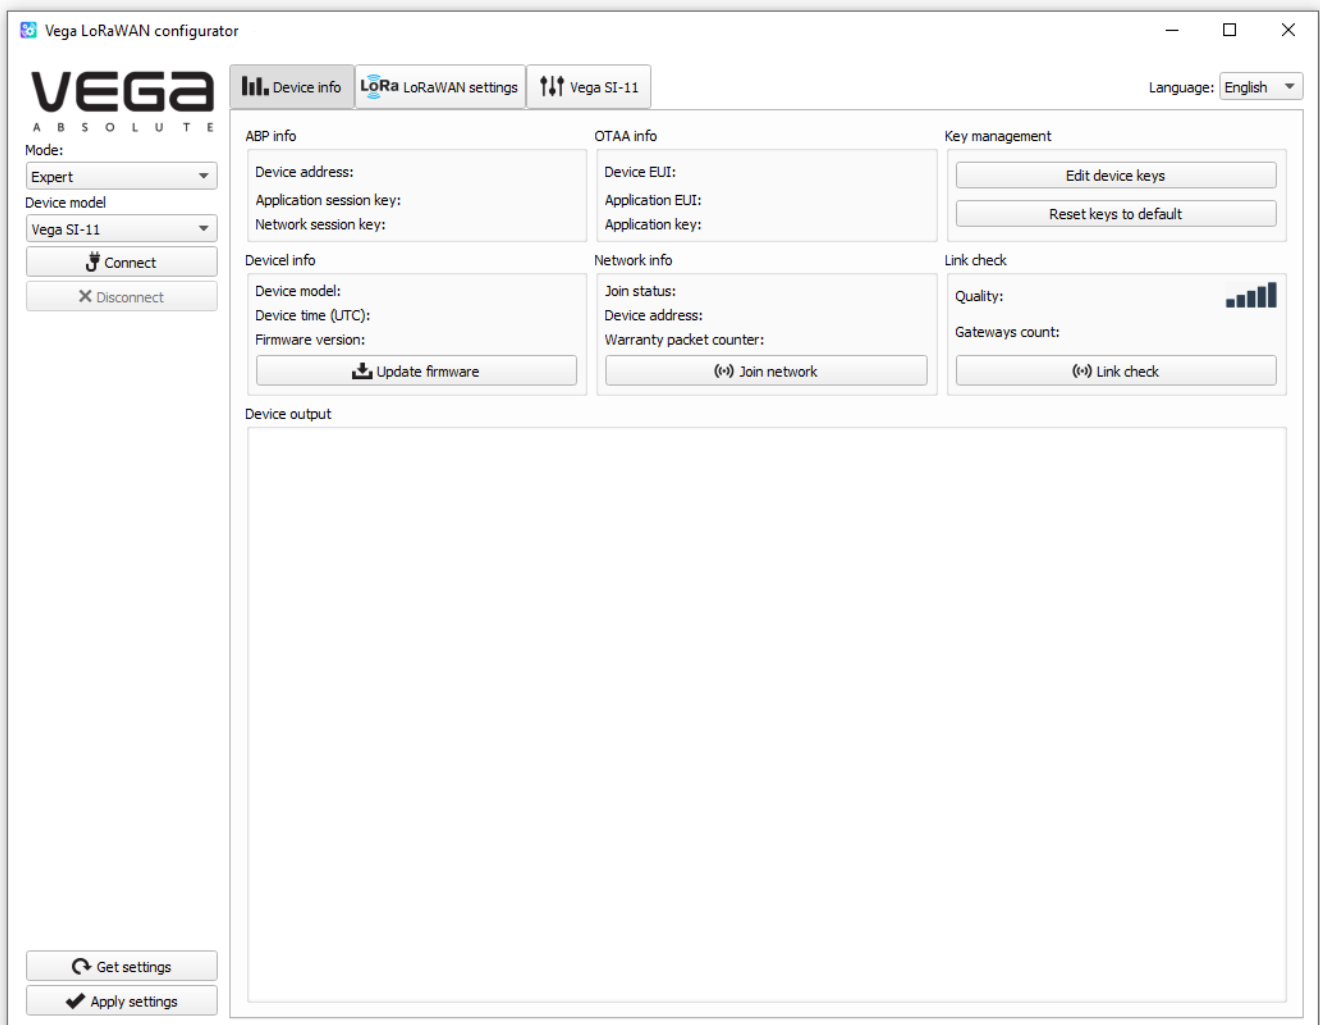 Vega LoRaWAN configurator
VEGA
ABSOLUTE
Mode:
Expert
Device model
Vega SI-11
Connect
Disconnect
Get settings
Apply settings
Device info
LoRa LoRaWAN settings
Vega SI-11
Language: English
ABP info
Device address:
Application session key:
Network session key:
OTAA info
Device EUI:
Application EUI:
Application key:
Key management
Edit device keys
Reset keys to default
Devicel info
Device model:
Device time (UTC):
Firmware version:
Update firmware
Network info
Join status:
Device address:
Warranty packet counter:
Join network
Link check
Quality:
Gateways count:
Link check
Device output